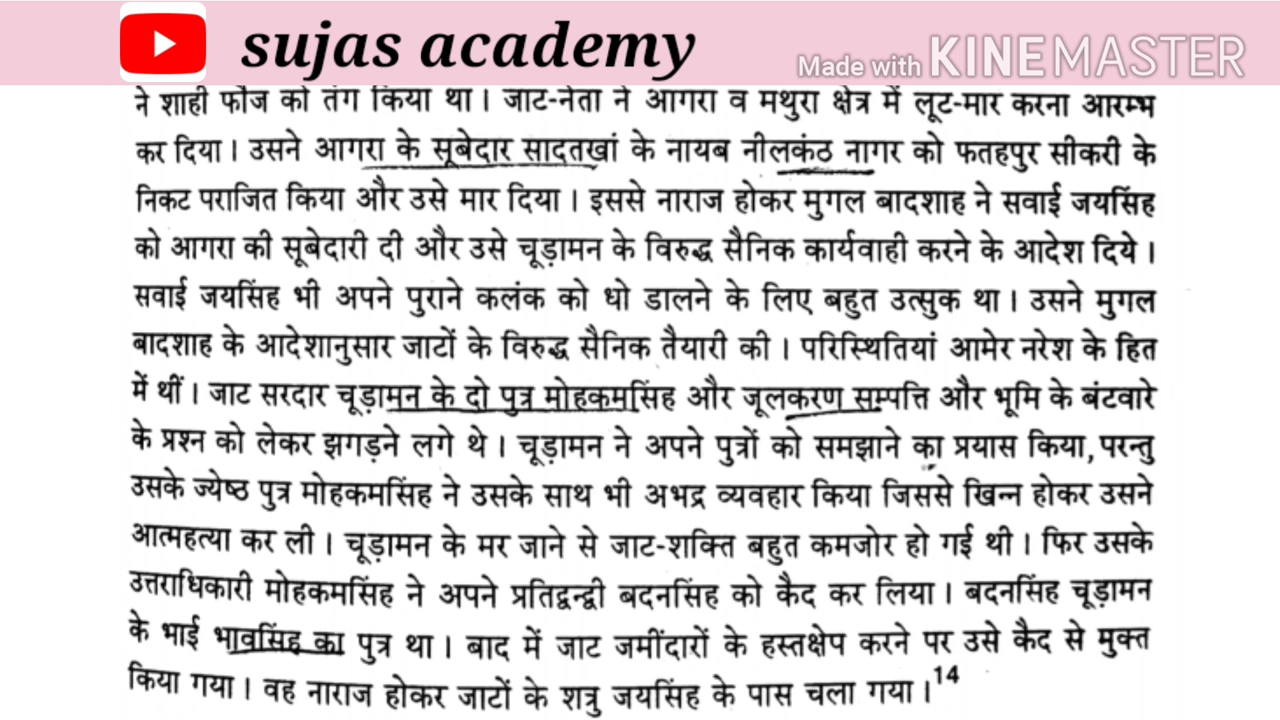 sujas academy
Made with KINEMASTER
ने शाही फौज को तंग किया था। जाट-नेता ने आगरा व मथुरा क्षेत्र में लूट-मार करना आरम्भ
कर दिया। उसने आगरा के सूबेदार सादतखां के नायब नीलकंठ नागर को फतहपुर सीकरी के
निकट पराजित किया और उसे मार दिया। इससे नाराज होकर मुगल बादशाह ने सवाई जयसिंह
को आगरा की सूबेदारी दी और उसे चूड़ामन के विरुद्ध सैनिक कार्यवाही करने के आदेश दिये।
सवाई जयसिंह भी अपने पुराने कलंक को धो डालने के लिए बहुत उत्सुक था। उसने मुगल
बादशाह के आदेशानुसार जाटों के विरुद्ध सैनिक तैयारी की। परिस्थितियां आमेर नरेश के हित
में थीं। जाट सरदार चूड़ामन के दो पुत्र मोहकमसिंह और जूलकरण सम्पत्ति और भूमि के बंटवारे
के प्रश्न को लेकर झगड़ने लगे थे। चूड़ामन ने अपने पुत्रों को समझाने का प्रयास किया, परन्तु
उसके ज्येष्ठ पुत्र मोहकमसिंह ने उसके साथ भी अभद्र व्यवहार किया जिससे खिन्न होकर उसने
आत्महत्या कर ली। चूड़ामन के मर जाने से जाट-शक्ति बहुत कमजोर हो गई थी। फिर उसके
उत्तराधिकारी मोहकमसिंह ने अपने प्रतिद्वन्द्वी बदनसिंह को कैद कर लिया। बदनसिंह चूड़ामन
के भाई भावसिंह का पुत्र था। बाद में जाट जमींदारों के हस्तक्षेप करने पर उसे कैद से मुक्त
किया गया। वह नाराज होकर जाटों के शत्रु जयसिंह के पास चला गया।14